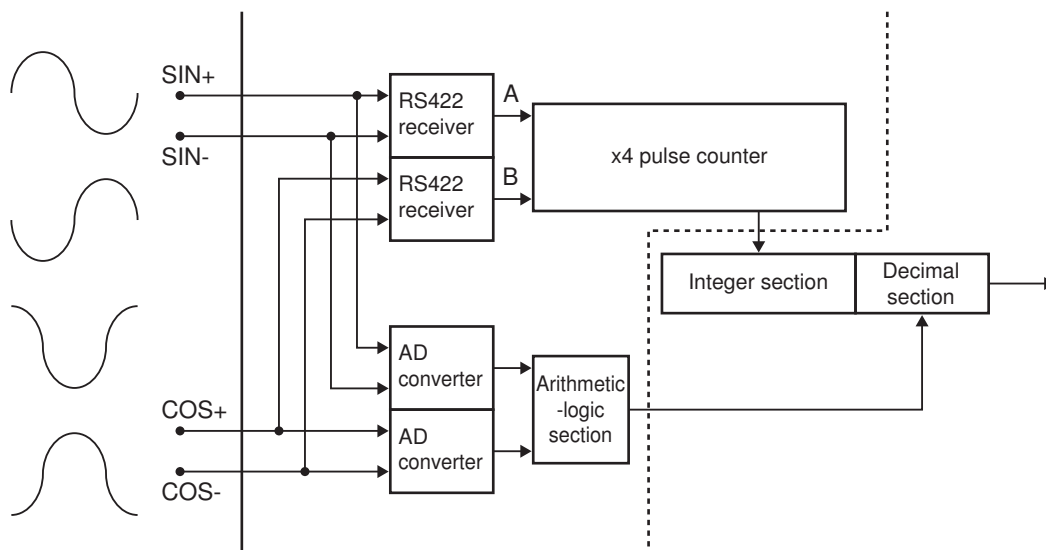 SIN+
SIN-
RS422
receiver
A
RS422
receiver
B
x4 pulse counter
Integer section
Decimal
section
AD
converter
Arithmetic
-logic
section
COS+
COS-
AD
converter